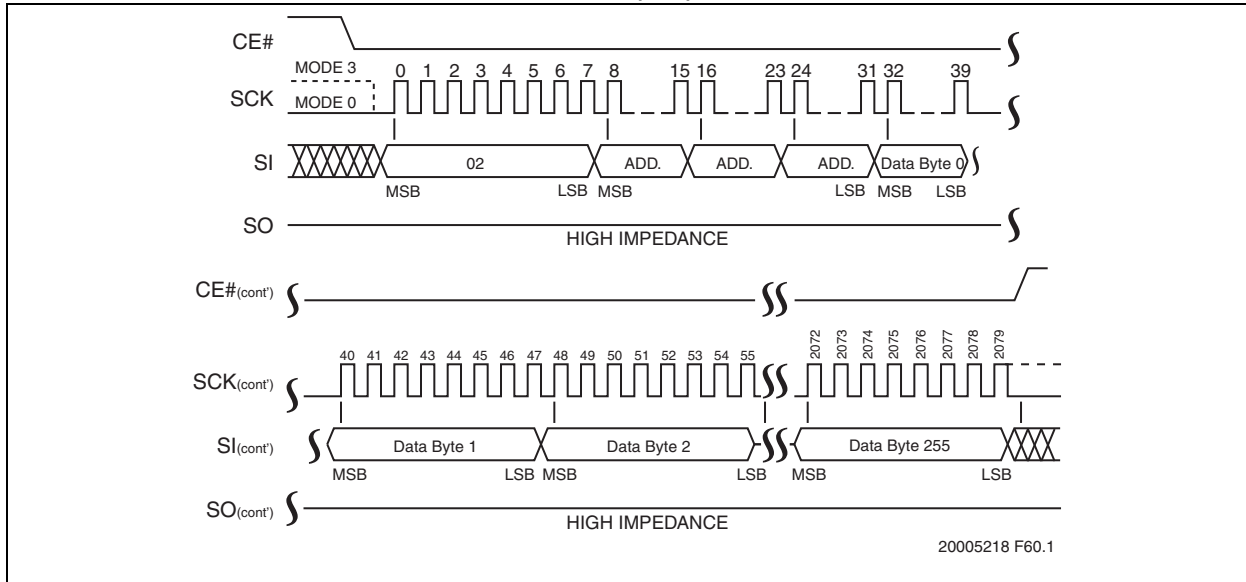 CE#
MODE 3
0 1 2 3 4 5 6 7 8 15 16 23 24 31 32 39
SCK
MODE 0
SI
02 ADD. ADD. ADD. Data Byte 0
MSB LSB MSB LSB MSB LSB
SO
HIGH IMPEDANCE
CE#(cont')
40 41 42 43 44 45 46 47 48 49 50 51 52 53 54 55 2072 2073 2074 2075 2076 2077 2078 2079
SCK(cont')
SI(cont')
Data Byte 1 Data Byte 2 Data Byte 255
MSB LSB MSB LSB MSB LSB
SO(cont')
HIGH IMPEDANCE
20005218 F60.1